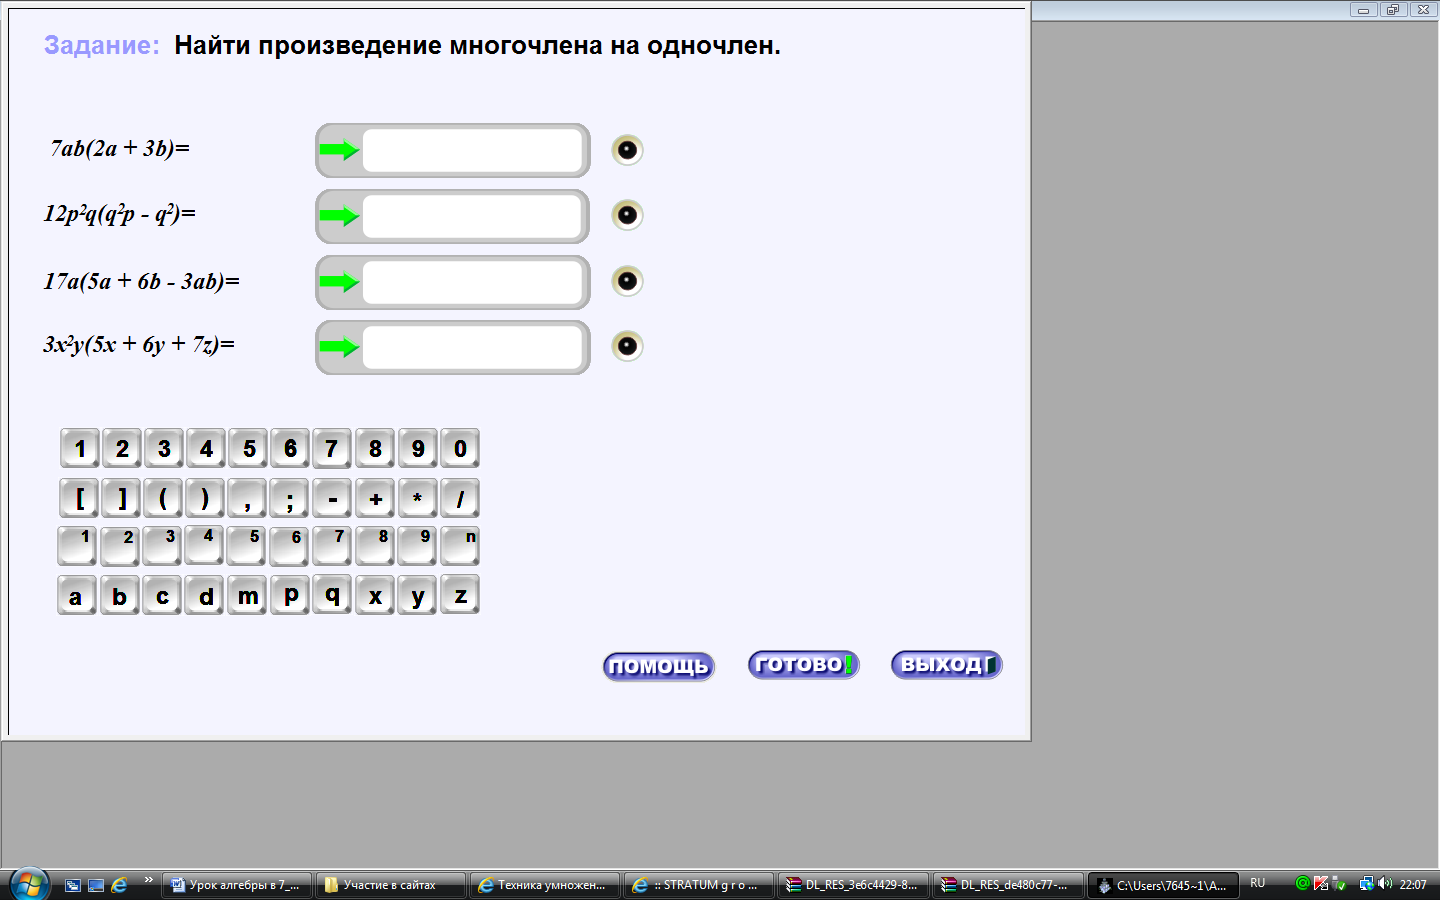 Задание: Найти произведение многочлена на одночлен.
7ab(2a + 3b)=
12p²q(q²p - q²)=
17a(5a + 6b - 3ab)=
3x²y(5x + 6y + 7z)=
1 2 3 4 5 6 7 8 9 0
[ ] ( ) , ; - + * /
1 2 3 4 5 6 7 8 9 n
a b c d m p q x y z
ПОМОЩЬ ГОТОВО! ВЫХОД
Урок алгебры в 7_... Участие в сайтах Техника умножен... :: STRATUM g r o ... DL_RES_3e6c4429-8... DL_RES_de480c77-... C:\Users\7645~1\A... RU 22:07